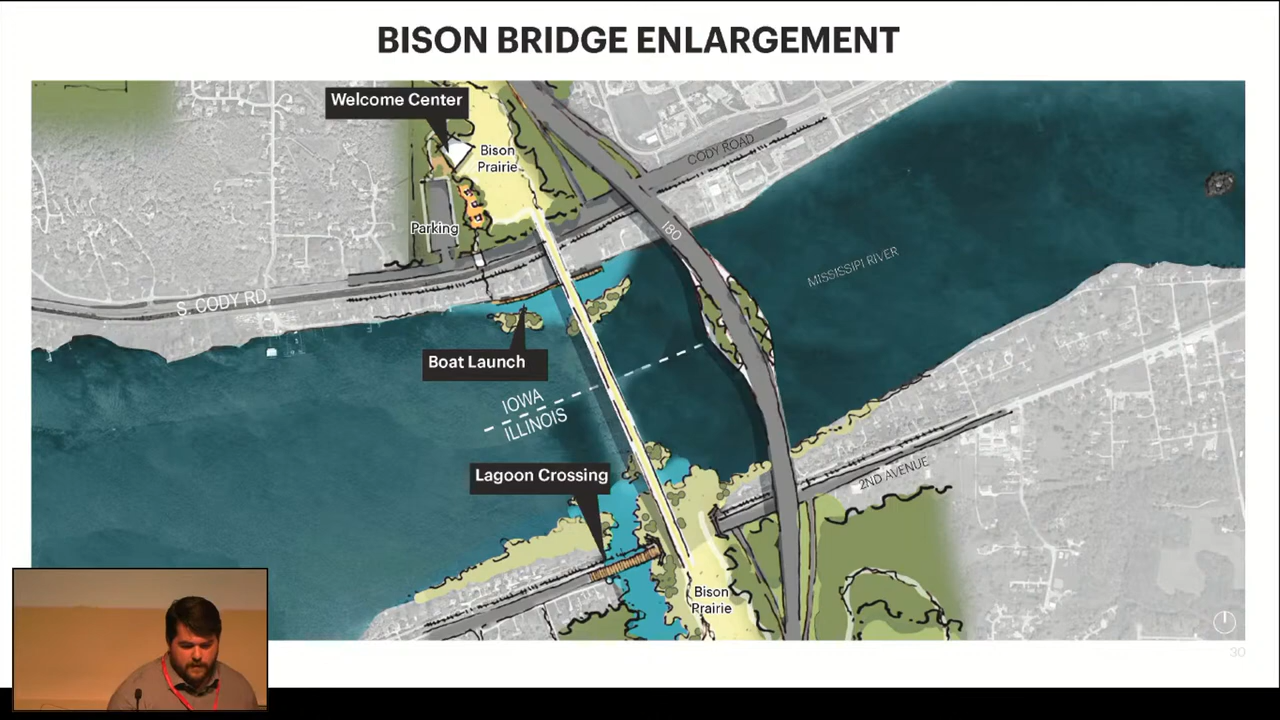 BISON BRIDGE ENLARGEMENT
Welcome Center
Bison
Prairie
CODY ROAD
Parking
I80
MISSISSIPI RIVER
S. CODY RD.
Boat Launch
IOWA
ILLINOIS
Lagoon Crossing
2ND AVENUE
Bison
Prairie
30